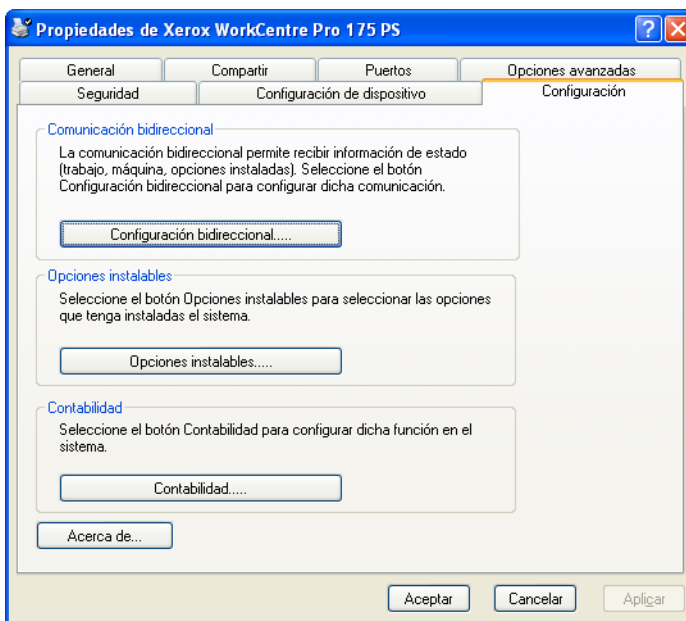 Propiedades de Xerox WorkCentre Pro 175 PS
General Compartir Puertos Opciones avanzadas
Seguridad Configuración de dispositivo Configuración
Comunicación bidireccional
La comunicación bidireccional permite recibir información de estado
(trabajo, máquina, opciones instaladas). Seleccione el botón
Configuración bidireccional para configurar dicha comunicación.
Configuración bidireccional.....
Opciones instalables
Seleccione el botón Opciones instalables para seleccionar las opciones
que tenga instaladas el sistema.
Opciones instalables.....
Contabilidad
Seleccione el botón Contabilidad para configurar dicha función en el
sistema.
Contabilidad.....
Acerca de...
Aceptar Cancelar Aplicar